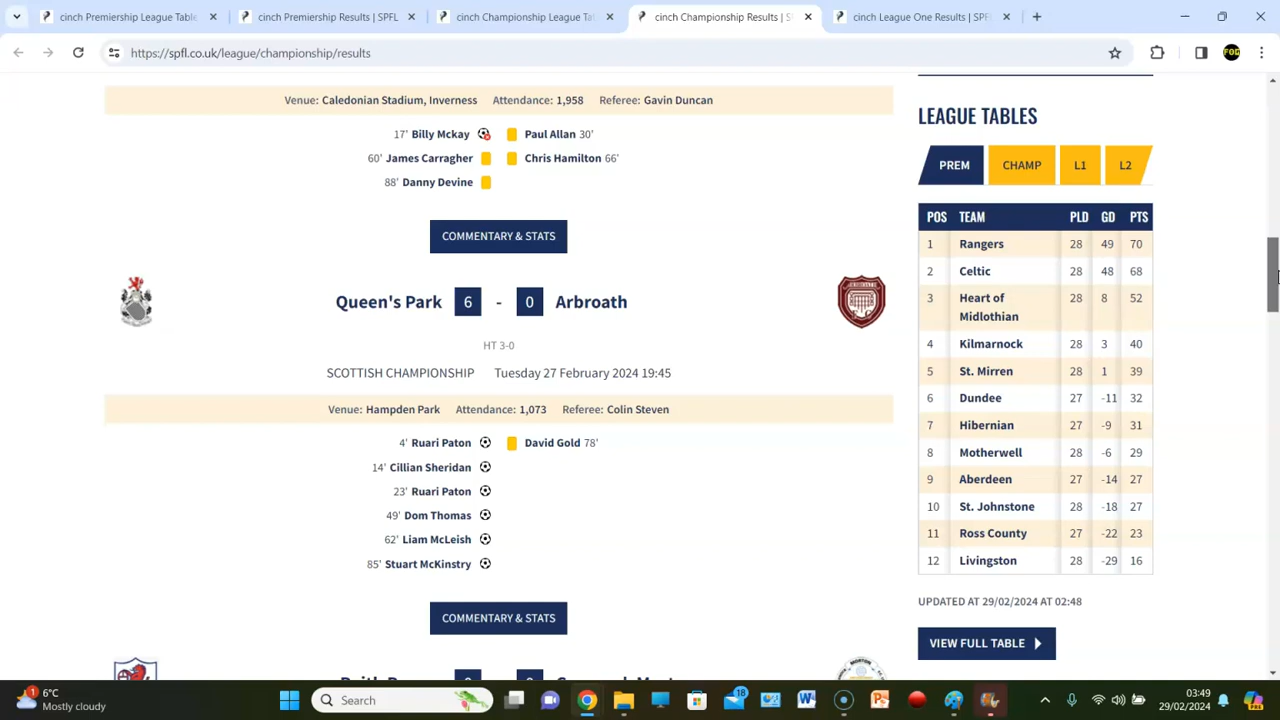 cinch Premiership League Table
cinch Premiership Results | SPFL
cinch Championship League Ta
cinch Championship Results | S
cinch League One Results | SPFL
https://spfl.co.uk/league/championship/results
Venue: Caledonian Stadium, Inverness Attendance: 1,958 Referee: Gavin Duncan
17' Billy Mckay Paul Allan 30'
60' James Carragher Chris Hamilton 66'
88' Danny Devine
COMMENTARY & STATS
Queen's Park 6 - 0 Arbroath
HT 3-0
SCOTTISH CHAMPIONSHIP Tuesday 27 February 2024 19:45
Venue: Hampden Park Attendance: 1,073 Referee: Colin Steven
4' Ruari Paton David Gold 78'
14' Cillian Sheridan
23' Ruari Paton
49' Dom Thomas
62' Liam McLeish
85' Stuart McKinstry
COMMENTARY & STATS
LEAGUE TABLES
PREM CHAMP L1 L2
POS TEAM PLD GD PTS
1 Rangers 28 49 70
2 Celtic 28 48 68
3 Heart of Midlothian 28 8 52
4 Kilmarnock 28 3 40
5 St. Mirren 28 1 39
6 Dundee 27 -11 32
7 Hibernian 27 -9 31
8 Motherwell 28 -6 29
9 Aberdeen 27 -14 27
10 St. Johnstone 28 -18 27
11 Ross County 27 -22 23
12 Livingston 28 -29 16
UPDATED AT 29/02/2024 AT 02:48
VIEW FULL TABLE
6°C
Mostly cloudy
Search
18
03:49
29/02/2024